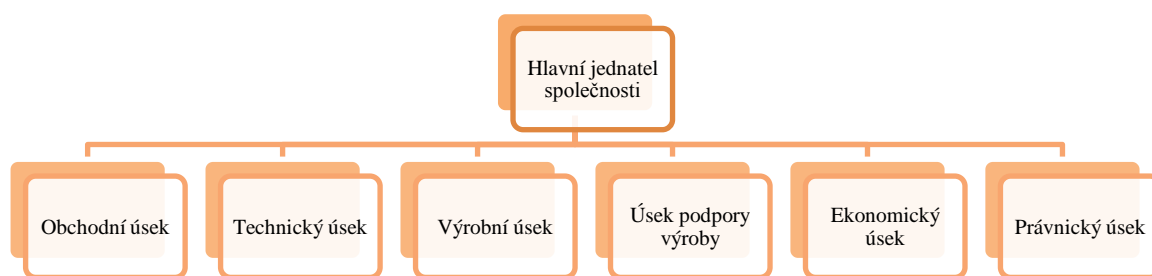 Hlavní jednatel
společnosti
Obchodní úsek
Technický úsek
Výrobní úsek
Úsek podpory
výroby
Ekonomický
úsek
Právnický úsek